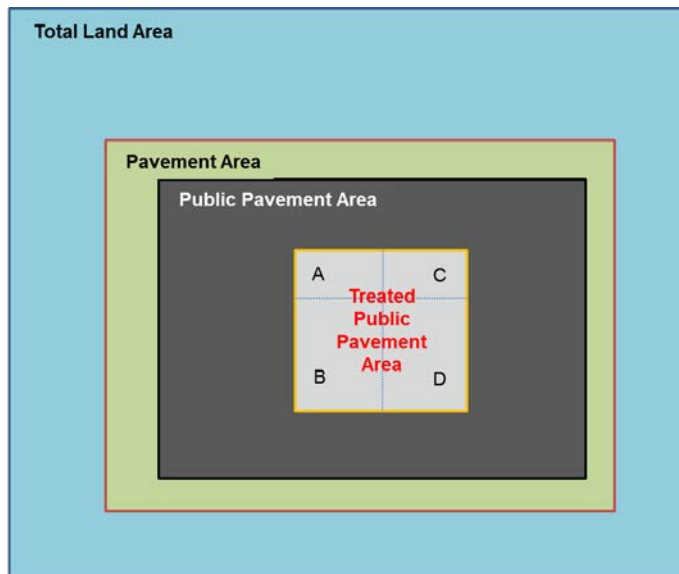 Total Land Area
Pavement Area
Public Pavement Area
A
C
Treated
Public
Pavement
Area
B
D